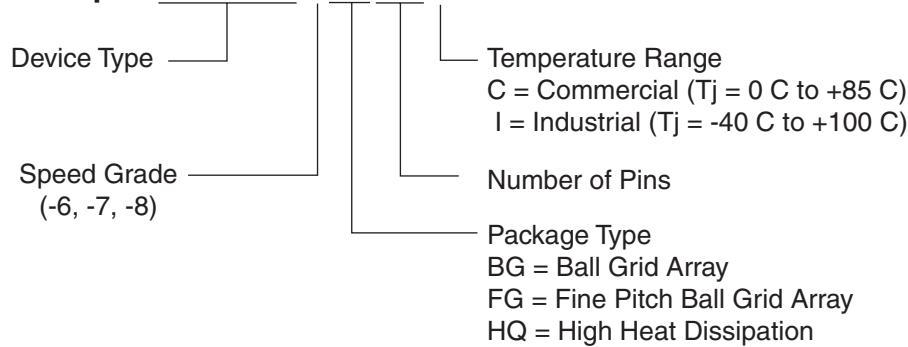 Device Type
Temperature Range
C = Commercial (Tj = 0 C to +85 C)
I = Industrial (Tj = -40 C to +100 C)
Speed Grade
(-6, -7, -8)
Number of Pins
Package Type
BG = Ball Grid Array
FG = Fine Pitch Ball Grid Array
HQ = High Heat Dissipation